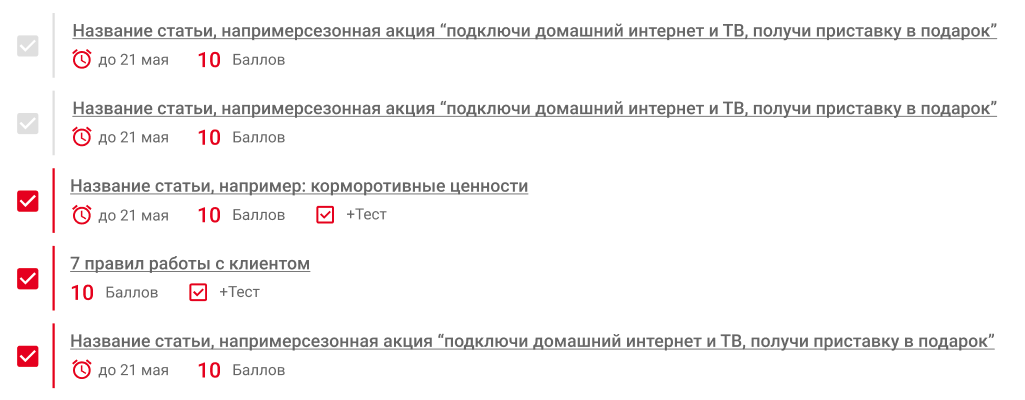 Название статьи, напримерсезонная акция “подключи домашний интернет и ТВ, получи приставку в подарок”
до 21 мая 10 Баллов
Название статьи, напримерсезонная акция “подключи домашний интернет и ТВ, получи приставку в подарок”
до 21 мая 10 Баллов
Название статьи, например: корморотивные ценности
до 21 мая 10 Баллов +Тест
7 правил работы с клиентом
10 Баллов +Тест
Название статьи, напримерсезонная акция “подключи домашний интернет и ТВ, получи приставку в подарок”
до 21 мая 10 Баллов